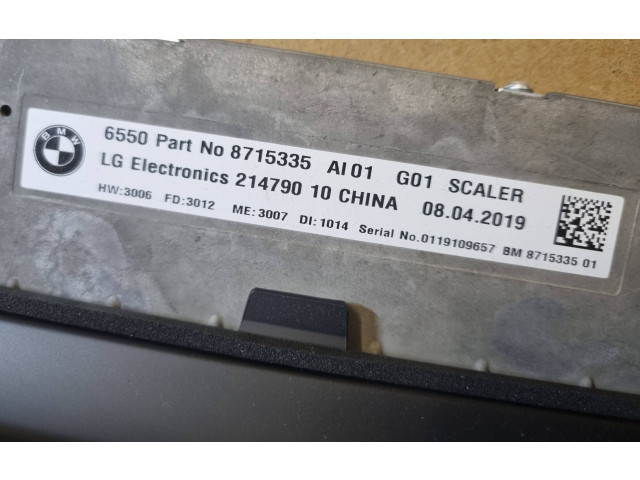 BMW
6550 Part No 8715335 AI01 G01 SCALER
LG Electronics 214790 10 CHINA 08.04.2019
HW:3006 FD:3012 ME:3007 DI:1014 Serial No.0119109657 BM 8715335 01